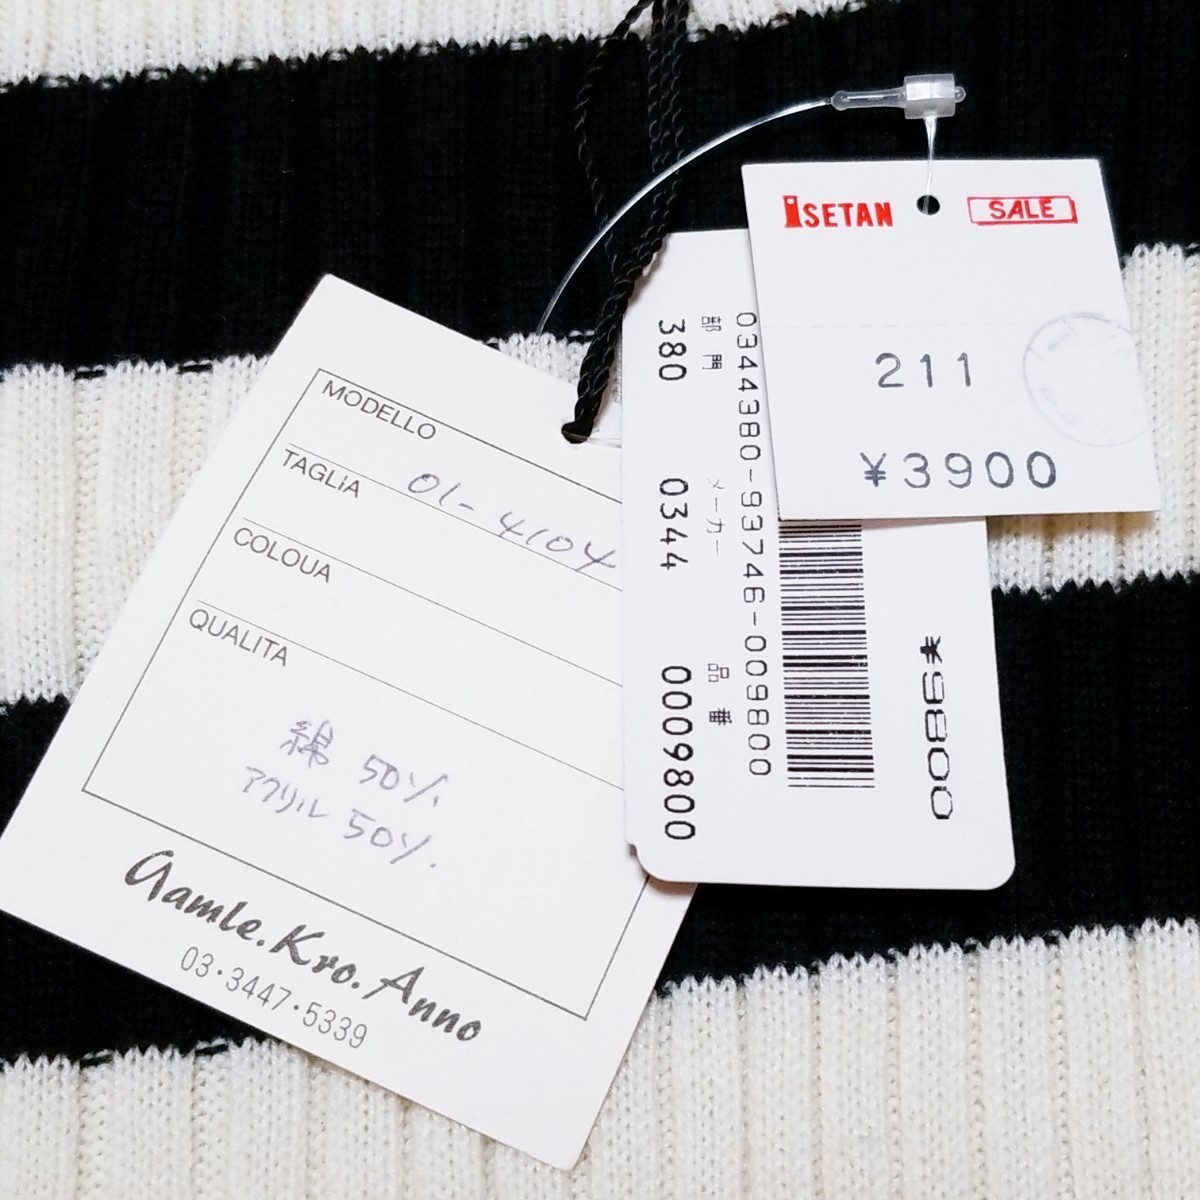 ISETAN SALE
211
¥3900
0344380-93746-009800
部門 メーカー 品番
380 0344 0009800
*9800
MODELLO
TAGLiA 01-4104
COLOUA
QUALITA
綿 50%
アクリル 50%.
Aamle.Kro.Anno
03·3447·5339